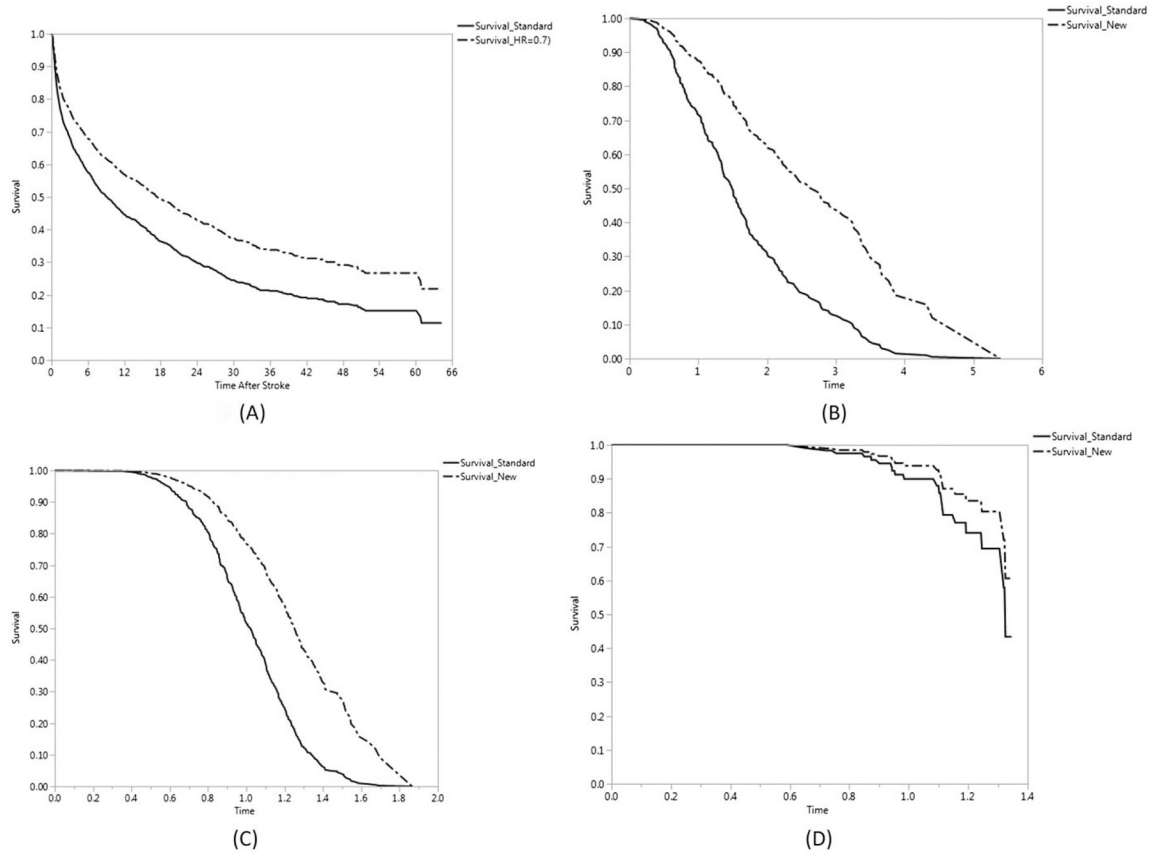 Survival_Standard
Survival_HR=0.7)
1.0
0.9
0.8
0.7
0.6
0.5
0.4
0.3
0.2
0.1
0.0
Survival
0 6 12 18 24 30 36 42 48 54 60 66
Time After Stroke
(A)
Survival_Standard
Survival_New
1.00
0.90
0.80
0.70
0.60
0.50
0.40
0.30
0.20
0.10
0.00
Survival
0 1 2 3 4 5 6
Time
(B)
Survival_Standard
Survival_New
1.00
0.90
0.80
0.70
0.60
0.50
0.40
0.30
0.20
0.10
0.00
Survival
0.0 0.2 0.4 0.6 0.8 1.0 1.2 1.4 1.6 1.8 2.0
Time
(C)
Survival_Standard
Survival_New
1.0
0.9
0.8
0.7
0.6
0.5
0.4
0.3
0.2
0.1
0.0
Survival
0.0 0.2 0.4 0.6 0.8 1.0 1.2 1.4
Time
(D)